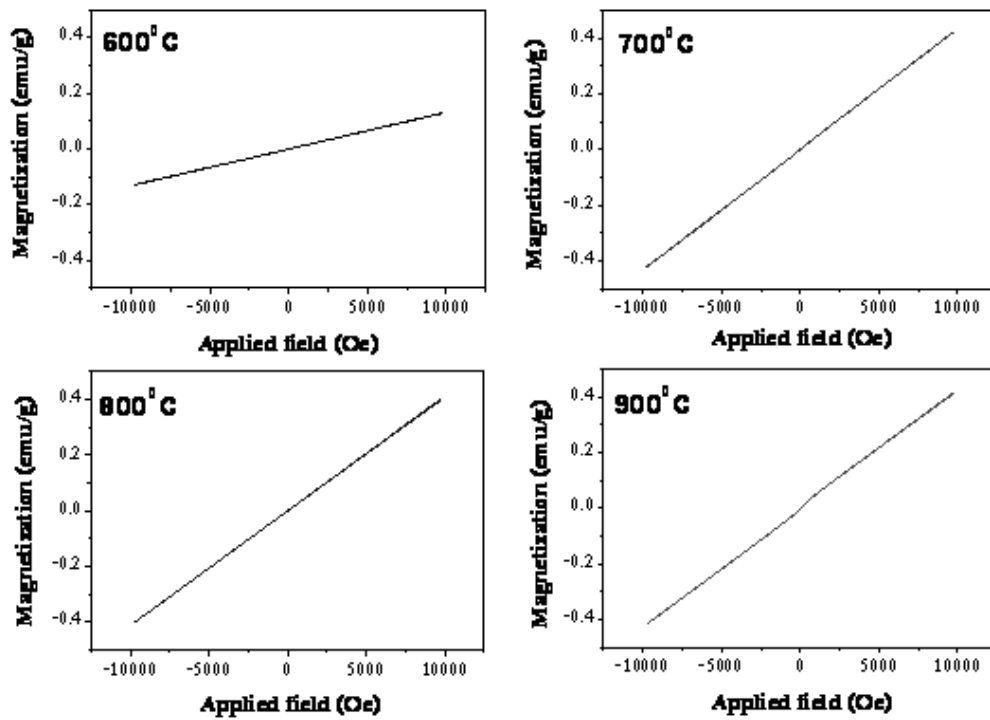 600⁰C
Magnetization (emu/g)
0.4
0.2
0.0
-0.2
-0.4
-10000 -5000 0 5000 10000
Applied field (Oe)
700⁰C
Magnetization (emu/g)
0.4
0.2
0.0
-0.2
-0.4
-10000 -5000 0 5000 10000
Applied field (Oe)
800⁰C
Magnetization (emu/g)
0.4
0.2
0.0
-0.2
-0.4
-10000 -5000 0 5000 10000
Applied field (Oe)
900⁰C
Magnetization (emu/g)
0.4
0.2
0.0
-0.2
-0.4
-10000 -5000 0 5000 10000
Applied field (Oe)